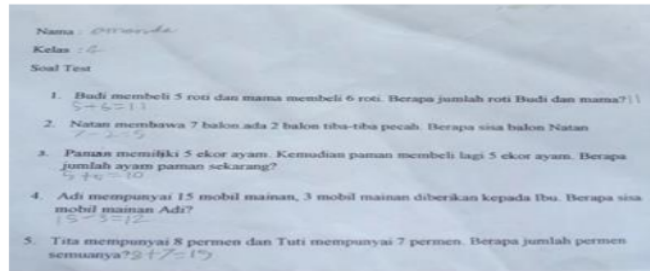 Nama : Omanda
Kelas :
Soal Test
1. Budi membeli 5 roti dan mama membeli 6 roti. Berapa jumlah roti Budi dan mama? 11
5+6=11
2. Natan membawa 7 balon ada 2 balon tiba-tiba pecah. Berapa sisa balon Natan
7-2=5
3. Paman memiliki 5 ekor ayam. Kemudian paman membeli lagi 5 ekor ayam. Berapa
jumlah ayam paman sekarang?
=10
4. Adi mempunyai 15 mobil mainan, 3 mobil mainan diberikan kepada Ibu. Berapa sisa
mobil mainan Adi?
15-3=12
5. Tita mempunyai 8 permen dan Tuti mempunyai 7 permen. Berapa jumlah permen
semuanya? 8+7=15